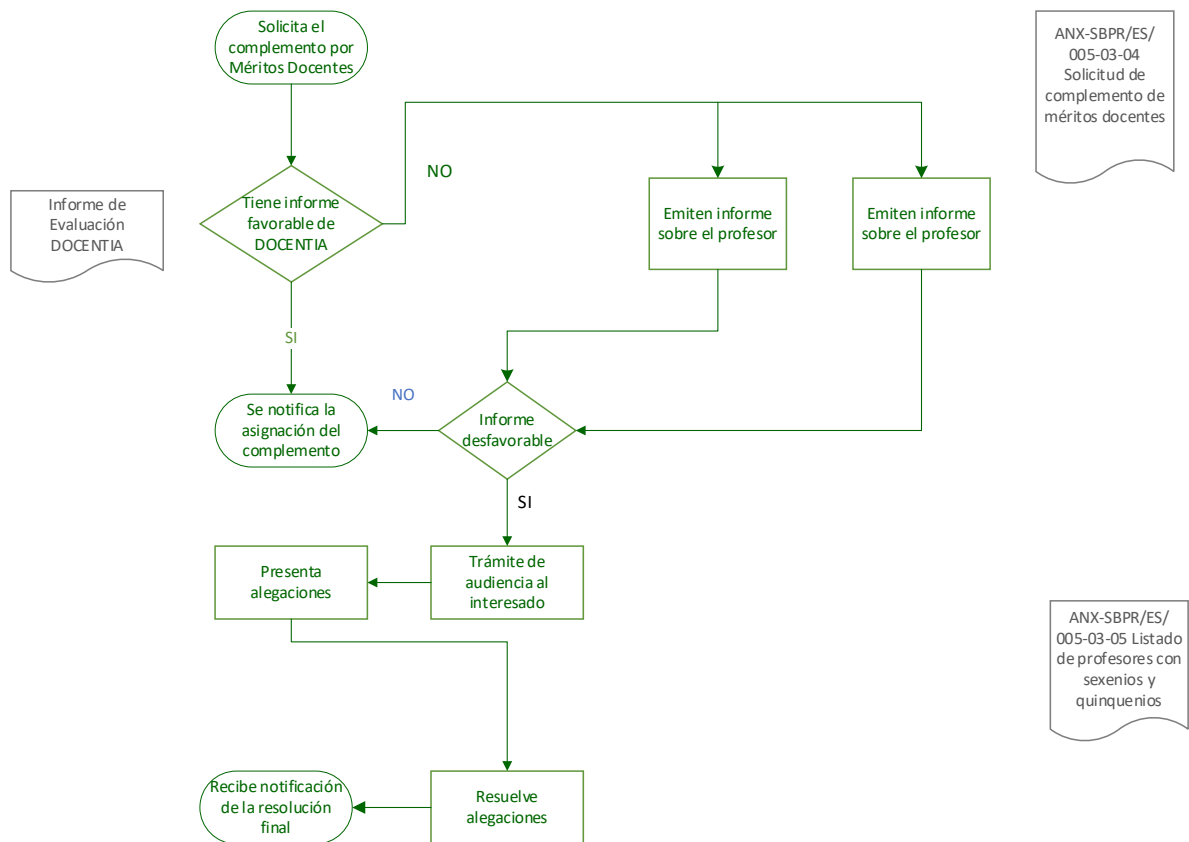 Solicita el
complemento por
Méritos Docentes
ANX-SBPR/ES/
005-03-04
Solicitud de
complemento de
méritos docentes
NO
Informe de
Evaluación
DOCENTIA
Tiene informe
favorable de
DOCENTIA
Emiten informe
sobre el profesor
Emiten informe
sobre el profesor
SI
NO
Se notifica la
asignación del
complemento
Informe
desfavorable
SI
Presenta
alegaciones
Trámite de
audiencia al
interesado
ANX-SBPR/ES/
005-03-05 Listado
de profesores con
sexenios y
quinquenios
Recibe notificación
de la resolución
final
Resuelve
alegaciones